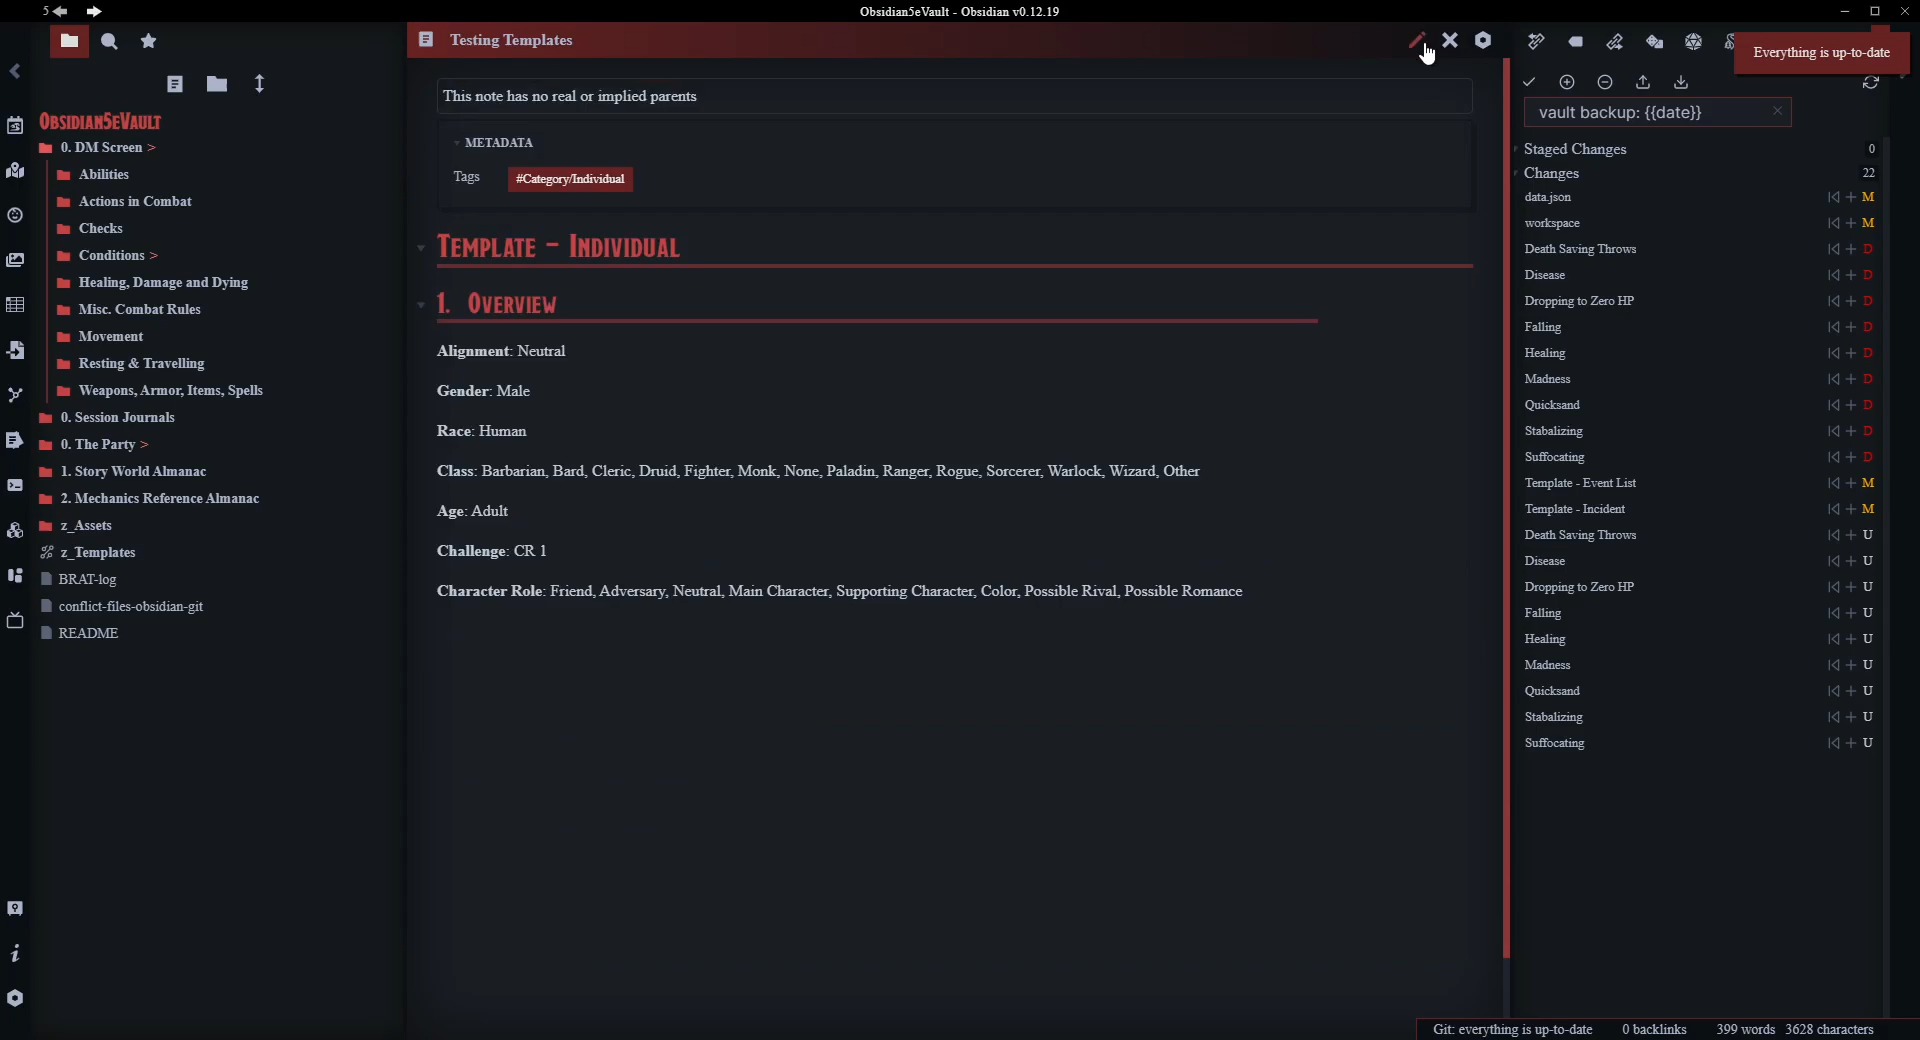 5
Obsidian5eVault - Obsidian v0.12.19
Testing Templates
Everything is up-to-date
Obsidian5eVault
0. DM Screen >
Abilities
Actions in Combat
Checks
Conditions >
Healing, Damage and Dying
Misc. Combat Rules
Movement
Resting & Travelling
Weapons, Armor, Items, Spells
0. Session Journals
0. The Party >
1. Story World Almanac
2. Mechanics Reference Almanac
z_Assets
z_Templates
BRAT-log
conflict-files-obsidian-git
README
This note has no real or implied parents
METADATA
Tags #Category/Individual
Template - Individual
1. Overview
Alignment: Neutral
Gender: Male
Race: Human
Class: Barbarian, Bard, Cleric, Druid, Fighter, Monk, None, Paladin, Ranger, Rogue, Sorcerer, Warlock, Wizard, Other
Age: Adult
Challenge: CR 1
Character Role: Friend, Adversary, Neutral, Main Character, Supporting Character, Color, Possible Rival, Possible Romance
vault backup: {{date}}
Staged Changes 0
Changes 22
data.json M
workspace M
Death Saving Throws D
Disease D
Dropping to Zero HP D
Falling D
Healing D
Madness D
Quicksand D
Stabalizing D
Suffocating D
Template - Event List M
Template - Incident M
Death Saving Throws U
Disease U
Dropping to Zero HP U
Falling U
Healing U
Madness U
Quicksand U
Stabalizing U
Suffocating U
Git: everything is up-to-date 0 backlinks 399 words 3628 characters